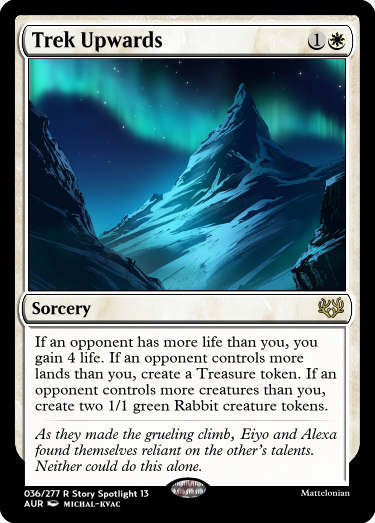 Trek Upwards 1
Sorcery
If an opponent has more life than you, you
gain 4 life. If an opponent controls more
lands than you, create a Treasure token. If an
opponent controls more creatures than you,
create two 1/1 green Rabbit creature tokens.
As they made the grueling climb, Eiyo and Alexa
found themselves reliant on the other's talents.
Neither could do this alone.
036/277 R Story Spotlight 13
AUR MICHAL-KVAC
Mattelonian